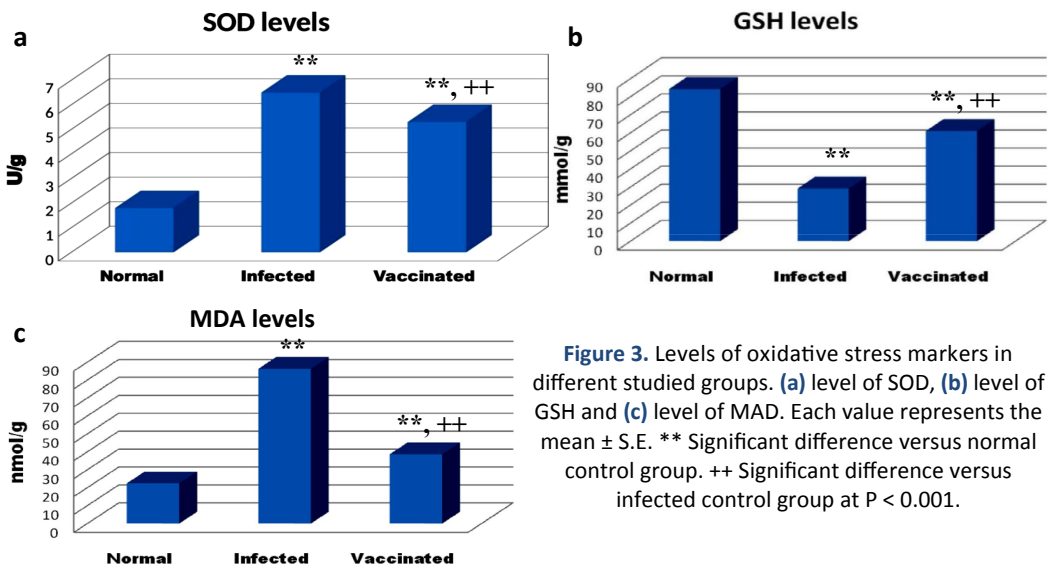 a
SOD levels
U/g
7
6
5
4
3
2
1
0
**
**, ++
Normal Infected Vaccinated
b
GSH levels
mmol/g
90
80
70
60
50
40
30
20
10
0
**
**, ++
Normal Infected Vaccinated
c
MDA levels
nmol/g
90
80
70
60
50
40
30
20
10
0
**
**, ++
Normal Infected Vaccinated
Figure 3. Levels of oxidative stress markers in
different studied groups. (a) level of SOD, (b) level of
GSH and (c) level of MAD. Each value represents the
mean ± S.E. ** Significant difference versus normal
control group. ++ Significant difference versus
infected control group at P < 0.001.